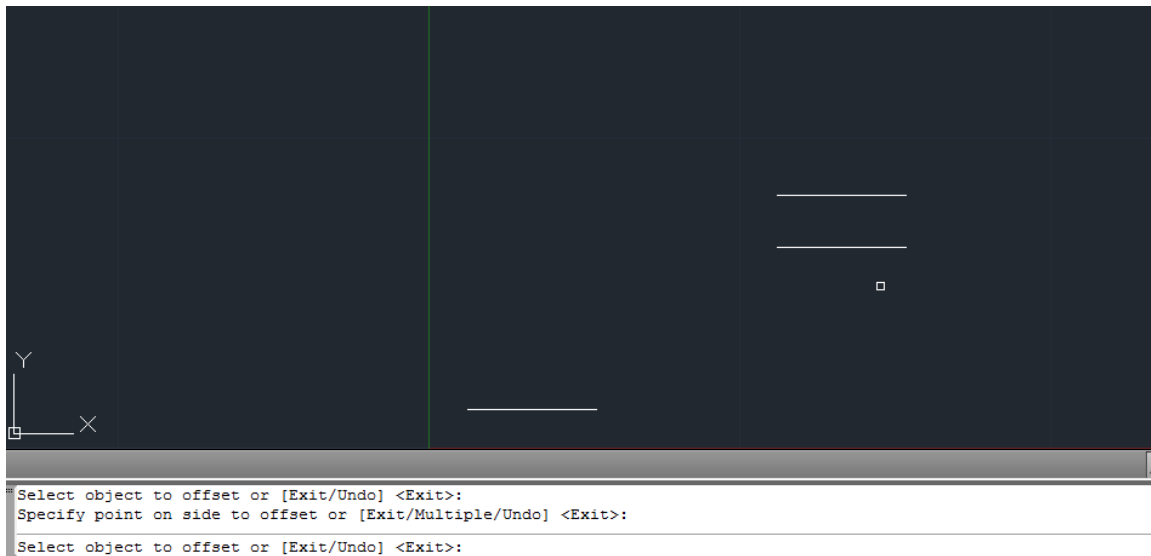 Y
X
Select object to offset or [Exit/Undo] <Exit>:
Specify point on side to offset or [Exit/Multiple/Undo] <Exit>:
Select object to offset or [Exit/Undo] <Exit>: